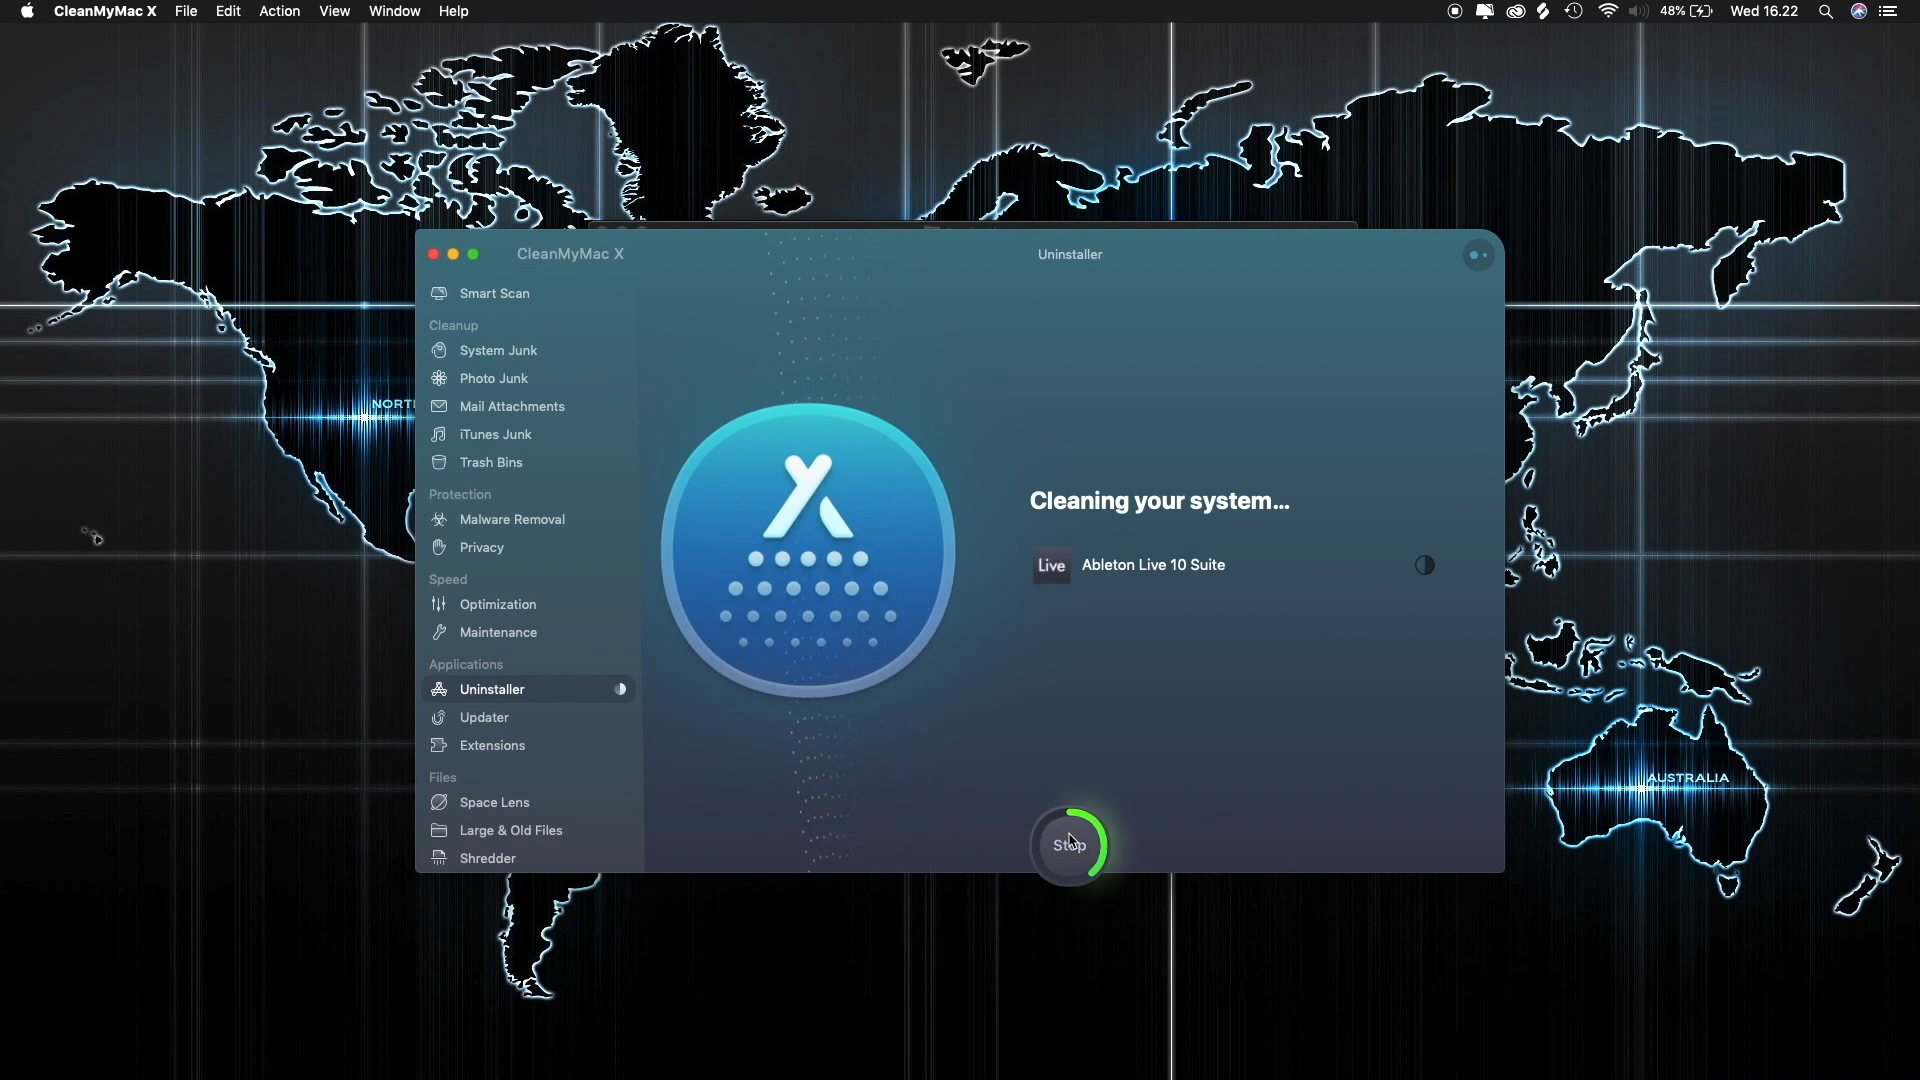 CleanMyMac X File Edit Action View Window Help
48% Wed 16.22
CleanMyMac X
Uninstaller
Smart Scan
Cleanup
System Junk
Photo Junk
Mail Attachments
iTunes Junk
Trash Bins
Protection
Malware Removal
Privacy
Speed
Optimization
Maintenance
Applications
Uninstaller
Updater
Extensions
Files
Space Lens
Large & Old Files
Shredder
Cleaning your system...
Live Ableton Live 10 Suite
Stop
NORT
AUSTRALIA